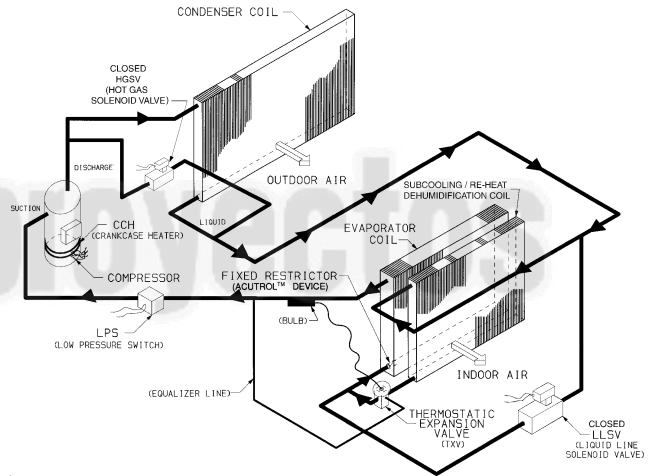 CONDENSER COIL
CLOSED
HGSV
(HOT GAS
SOLENOID VALVE)
DISCHARGE
OUTDOOR AIR
SUBCOOLING / RE-HEAT
DEHUMIDIFICATION COIL
proyectos
SUCTION
LIQUID
EVAPORATOR
COIL
CCH
(CRANKCASE HEATER)
COMPRESSOR
FIXED RESTRICTOR
(ACUTROL™ DEVICE)
(BULB)
LPS
(LOW PRESSURE SWITCH)
INDOOR AIR
(EQUALIZER LINE)
THERMOSTATIC
EXPANSION
VALVE
(TXV)
CLOSED
LLSV
(LIQUID LINE
SOLENOID VALVE)